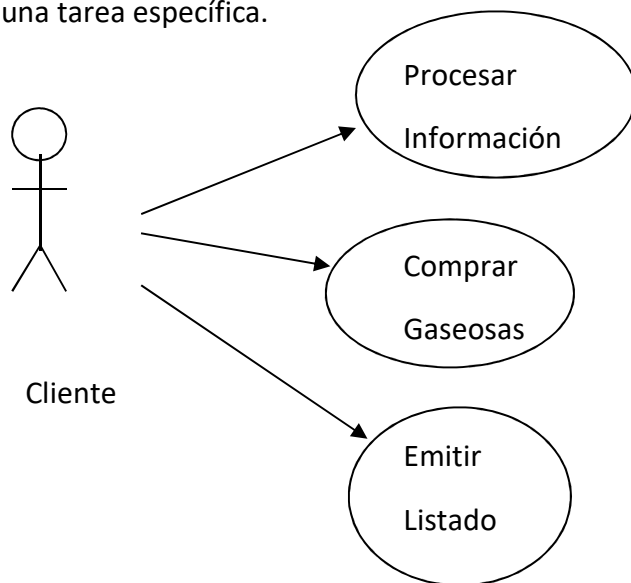 una tarea específica.
Procesar
Información
Comprar
Gaseosas
Cliente
Emitir
Listado